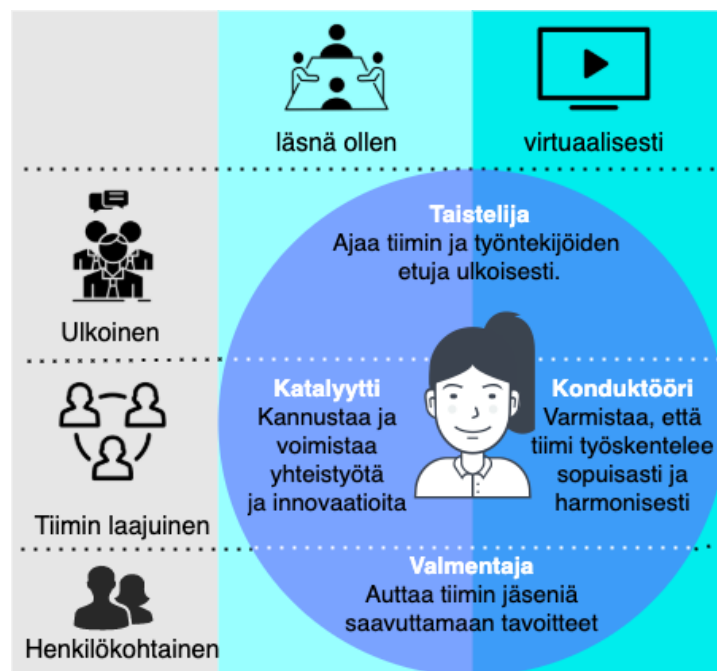 läsnä ollen
virtuaalisesti
Ulkoinen
Taistelija
Ajaa tiimin ja työntekijöiden
etuja ulkoisesti.
Tiimin laajuinen
Katalyytti
Kannustaa ja
voimistaa
yhteistyötä
ja innovaatioita
Konduktööri
Varmistaa, että
tiimi työskentelee
sopuisasti ja
harmonisesti
Henkilökohtainen
Valmentaja
Auttaa tiimin jäseniä
saavuttamaan tavoitteet